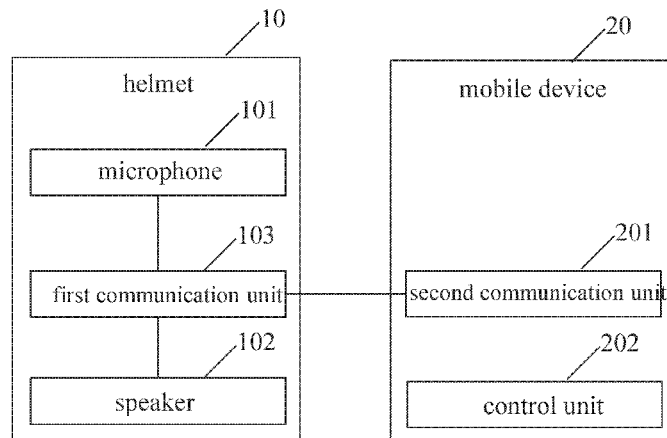 10
helmet
101
microphone
103
first communication unit
102
speaker
20
mobile device
201
second communication unit
202
control unit